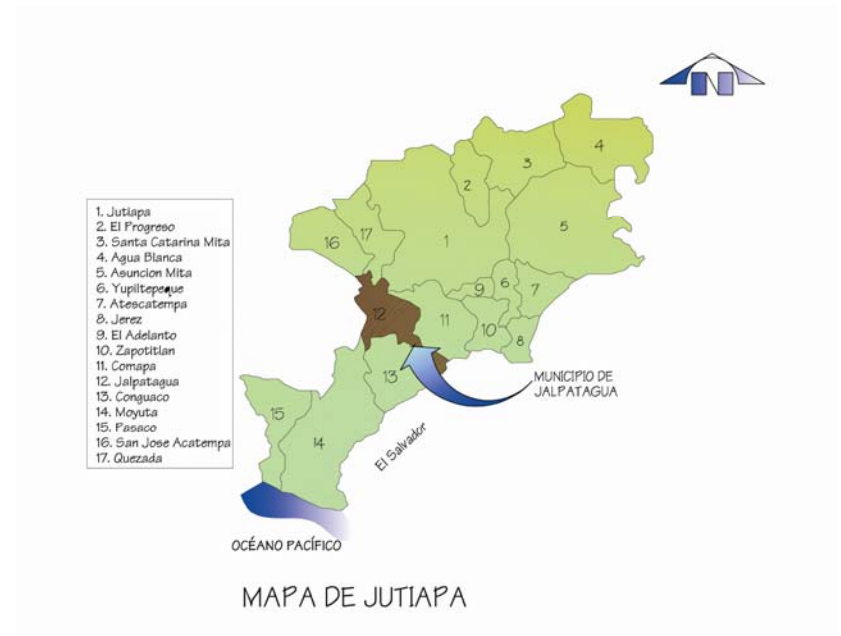 N
1. Jutiapa
2. El Progreso
3. Santa Catarina Mita
4. Agua Blanca
5. Asuncion Mita
6. Yupiltepeque
7. Atescatempa
8. Jerez
9. El Adelanto
10. Zapotitlan
11. Comapa
12. Jalpatagua
13. Conguaco
14. Moyuta
15. Pasaco
16. San Jose Acatempa
17. Quezada
4
3
2
5
16
17
1
6
9
7
12
11
10
8
13
15
14
MUNICIPIO DE
JALPATAGUA
El Salvador
OCÉANO PACÍFICO
MAPA DE JUTIAPA